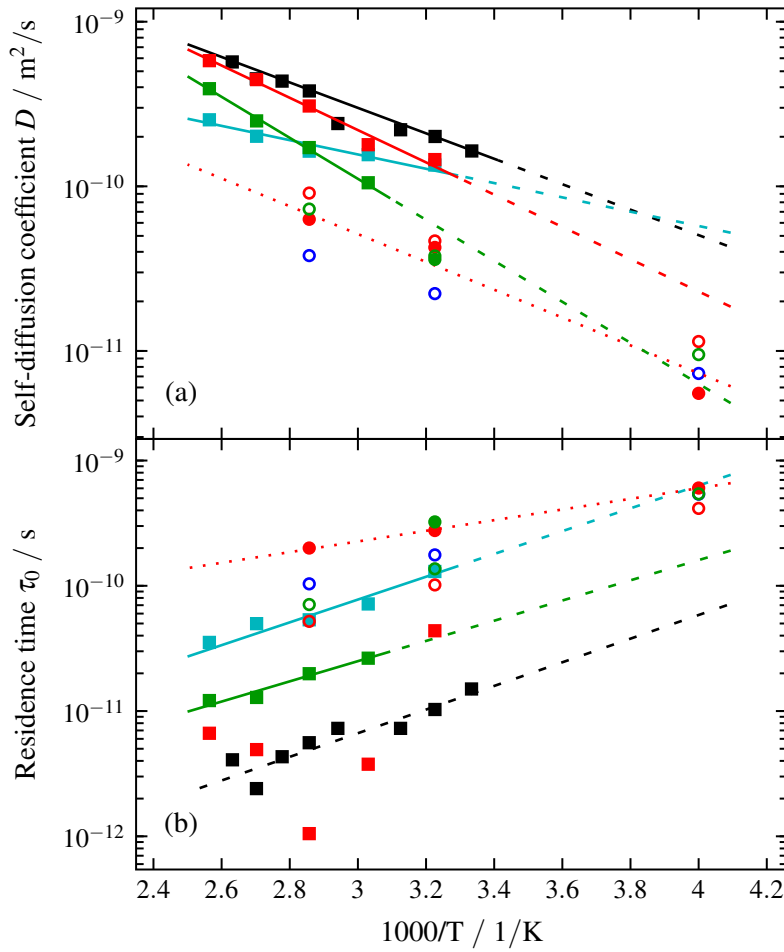 10⁻⁹
10⁻¹⁰
10⁻¹¹
Self-diffusion coefficient D / m²/s
(a)
10⁻⁹
10⁻¹⁰
10⁻¹¹
10⁻¹²
Residence time τ₀ / s
(b)
2.4 2.6 2.8 3 3.2 3.4 3.6 3.8 4 4.2
1000/T / 1/K